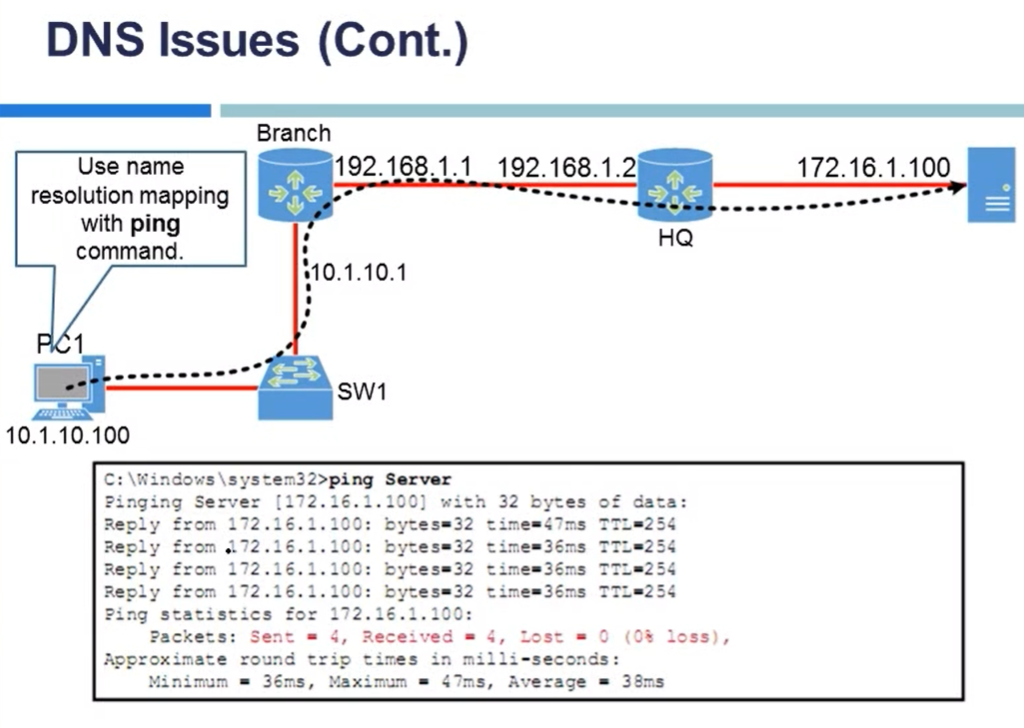 DNS Issues (Cont.)
Branch
Use name
resolution mapping
with ping
command.
192.168.1.1
192.168.1.2
172.16.1.100
HQ
10.1.10.1
PC1
SW1
10.1.10.100
C:\Windows\system32>ping Server
Pinging Server [172.16.1.100] with 32 bytes of data:
Reply from 172.16.1.100: bytes=32 time=47ms TTL=254
Reply from 172.16.1.100: bytes=32 time=36ms TTL=254
Reply from 172.16.1.100: bytes=32 time=36ms TTL=254
Reply from 172.16.1.100: bytes=32 time=36ms TTL=254
Ping statistics for 172.16.1.100:
Packets: Sent = 4, Received = 4, Lost = 0 (0% loss),
Approximate round trip times in milli-seconds:
Minimum = 36ms, Maximum = 47ms, Average = 38ms